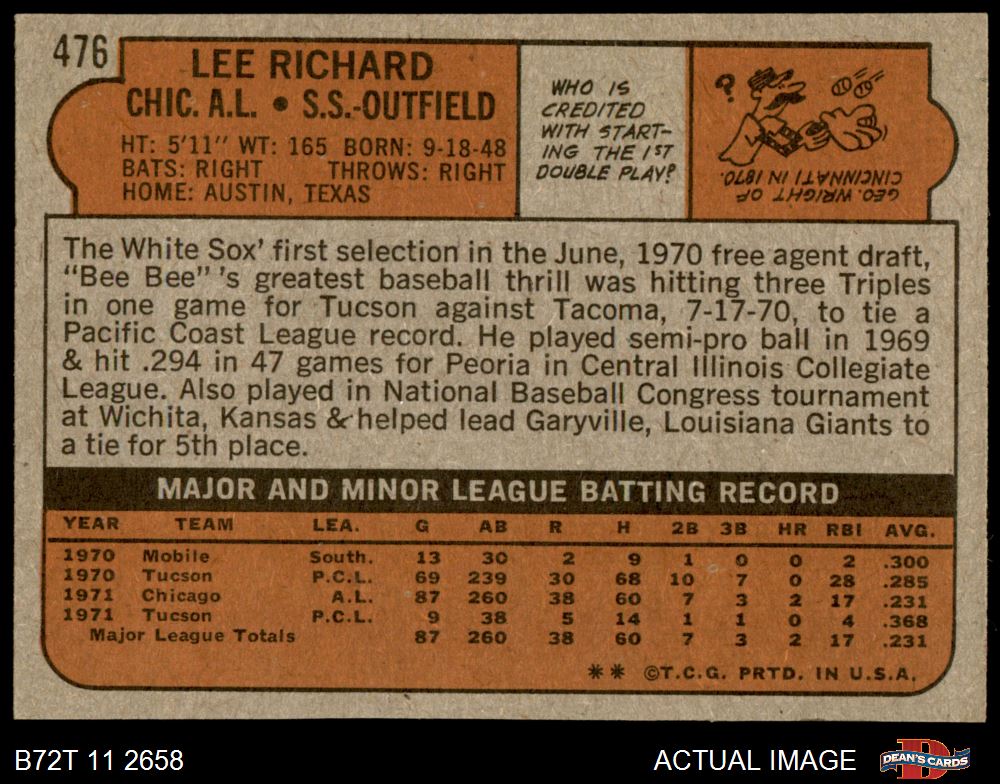 476
LEE RICHARD
CHIC. A.L. • S.S.-OUTFIELD
HT: 5'11" WT: 165 BORN: 9-18-48
BATS: RIGHT THROWS: RIGHT
HOME: AUSTIN, TEXAS
WHO IS
CREDITED
WITH START-
ING THE 1ST
DOUBLE PLAY?
?
GEO. WRIGHT OF
CINCINNATI IN 1870.
The White Sox' first selection in the June, 1970 free agent draft,
"Bee Bee" 's greatest baseball thrill was hitting three Triples
in one game for Tucson against Tacoma, 7-17-70, to tie a
Pacific Coast League record. He played semi-pro ball in 1969
& hit .294 in 47 games for Peoria in Central Illinois Collegiate
League. Also played in National Baseball Congress tournament
at Wichita, Kansas & helped lead Garyville, Louisiana Giants to
a tie for 5th place.
MAJOR AND MINOR LEAGUE BATTING RECORD
YEAR TEAM LEA. G AB R H 2B 3B HR RBI AVG.
1970 Mobile South. 13 30 2 9 1 0 0 2 .300
1970 Tucson P.C.L. 69 239 30 68 10 7 0 28 .285
1971 Chicago A.L. 87 260 38 60 7 3 2 17 .231
1971 Tucson P.C.L. 9 38 5 14 1 1 0 4 .368
Major League Totals 87 260 38 60 7 3 2 17 .231
** ©T.C.G. PRTD. IN U.S.A.
B72T 11 2658 ACTUAL IMAGE DEAN'S CARDS